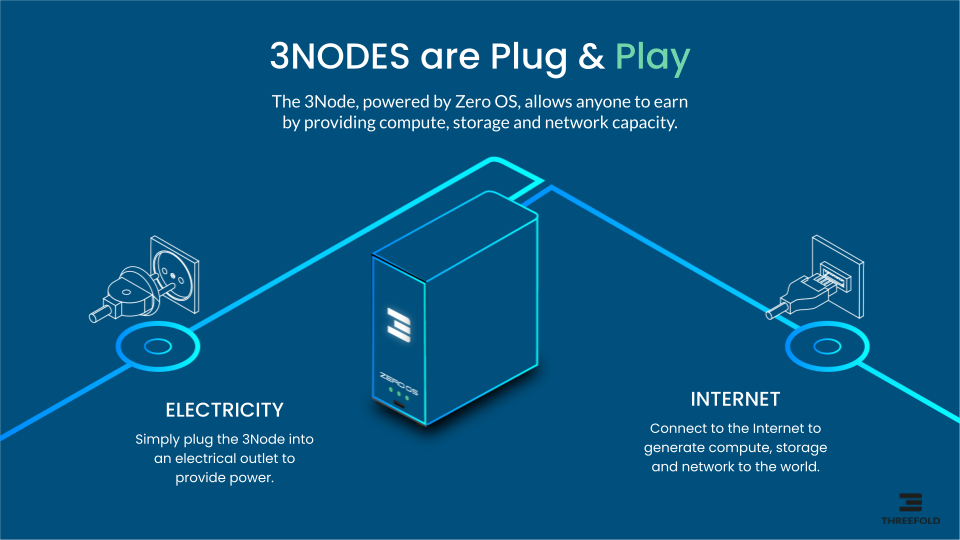 3NODES are Plug & Play
The 3Node, powered by Zero OS, allows anyone to earn
by providing compute, storage and network capacity.
ZERO OS
ELECTRICITY
Simply plug the 3Node into
an electrical outlet to
provide power.
INTERNET
Connect to the Internet to
generate compute, storage
and network to the world.
THREEFOLD